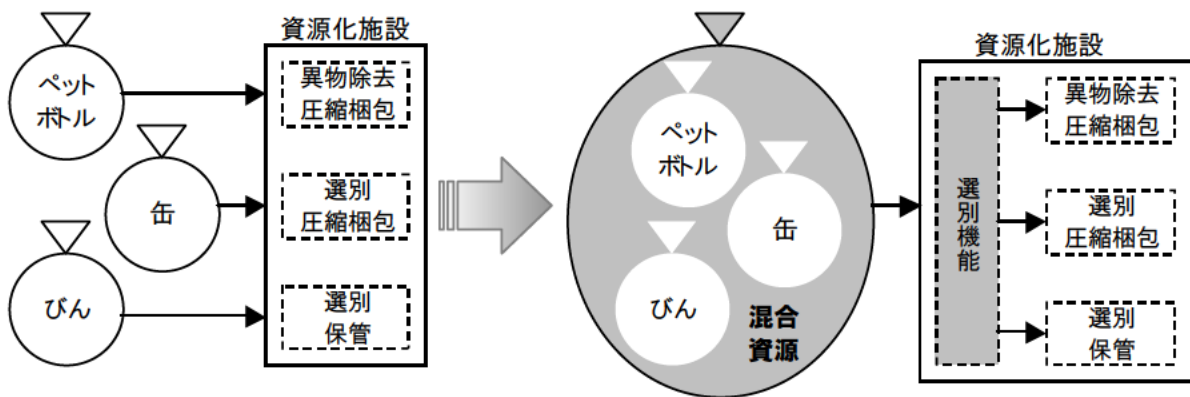 資源化施設
ペット
ボトル
異物除去
圧縮梱包
缶
選別
圧縮梱包
びん
選別
保管
ペット
ボトル
缶
びん
混合
資源
資源化施設
選別機能
異物除去
圧縮梱包
選別
圧縮梱包
選別
保管